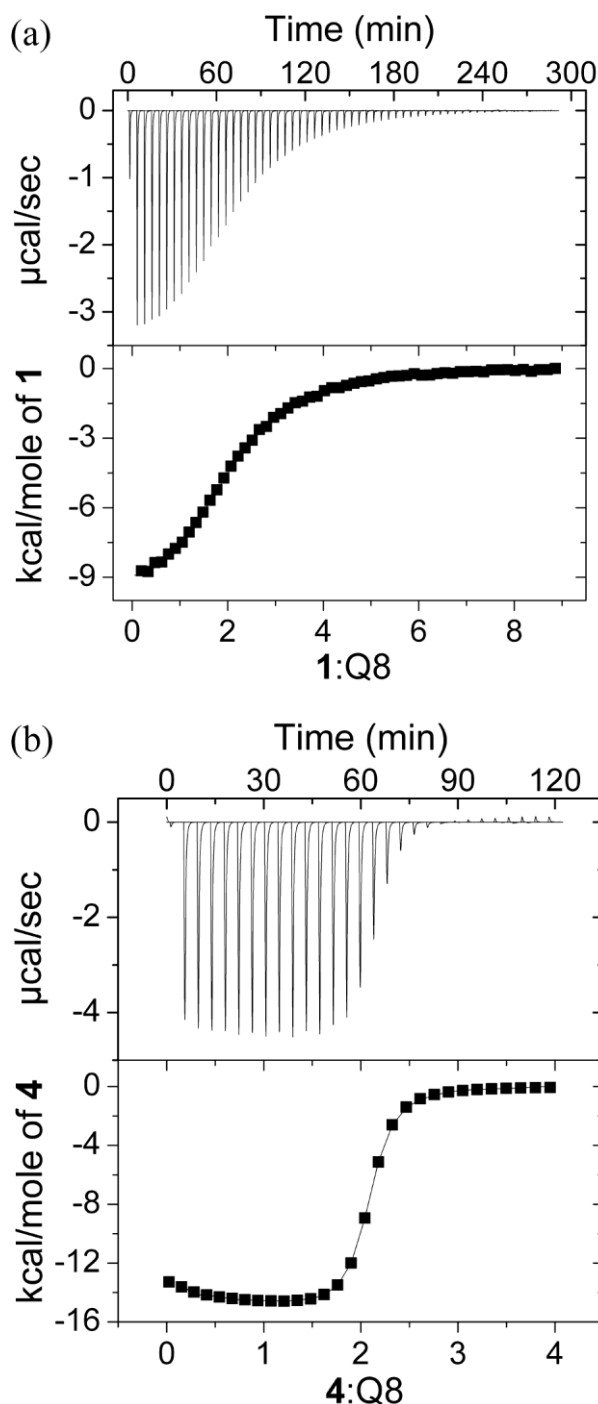 (a)
Time (min)
0 60 120 180 240 300
0
-1
-2
-3
µcal/sec
0
-3
-6
-9
kcal/mole of 1
0 2 4 6 8
1:Q8
(b)
Time (min)
0 30 60 90 120
0
-2
-4
µcal/sec
0
-4
-8
-12
-16
kcal/mole of 4
0 1 2 3 4
4:Q8